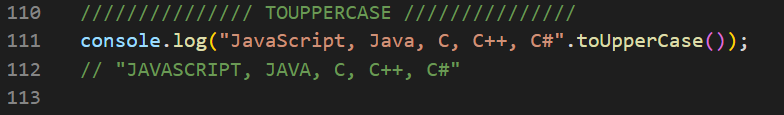 110 /////////////// TOUPPERCASE ///////////////
111 console.log("JavaScript, Java, C, C++, C#".toUpperCase());
112 // "JAVASCRIPT, JAVA, C, C++, C#"
113